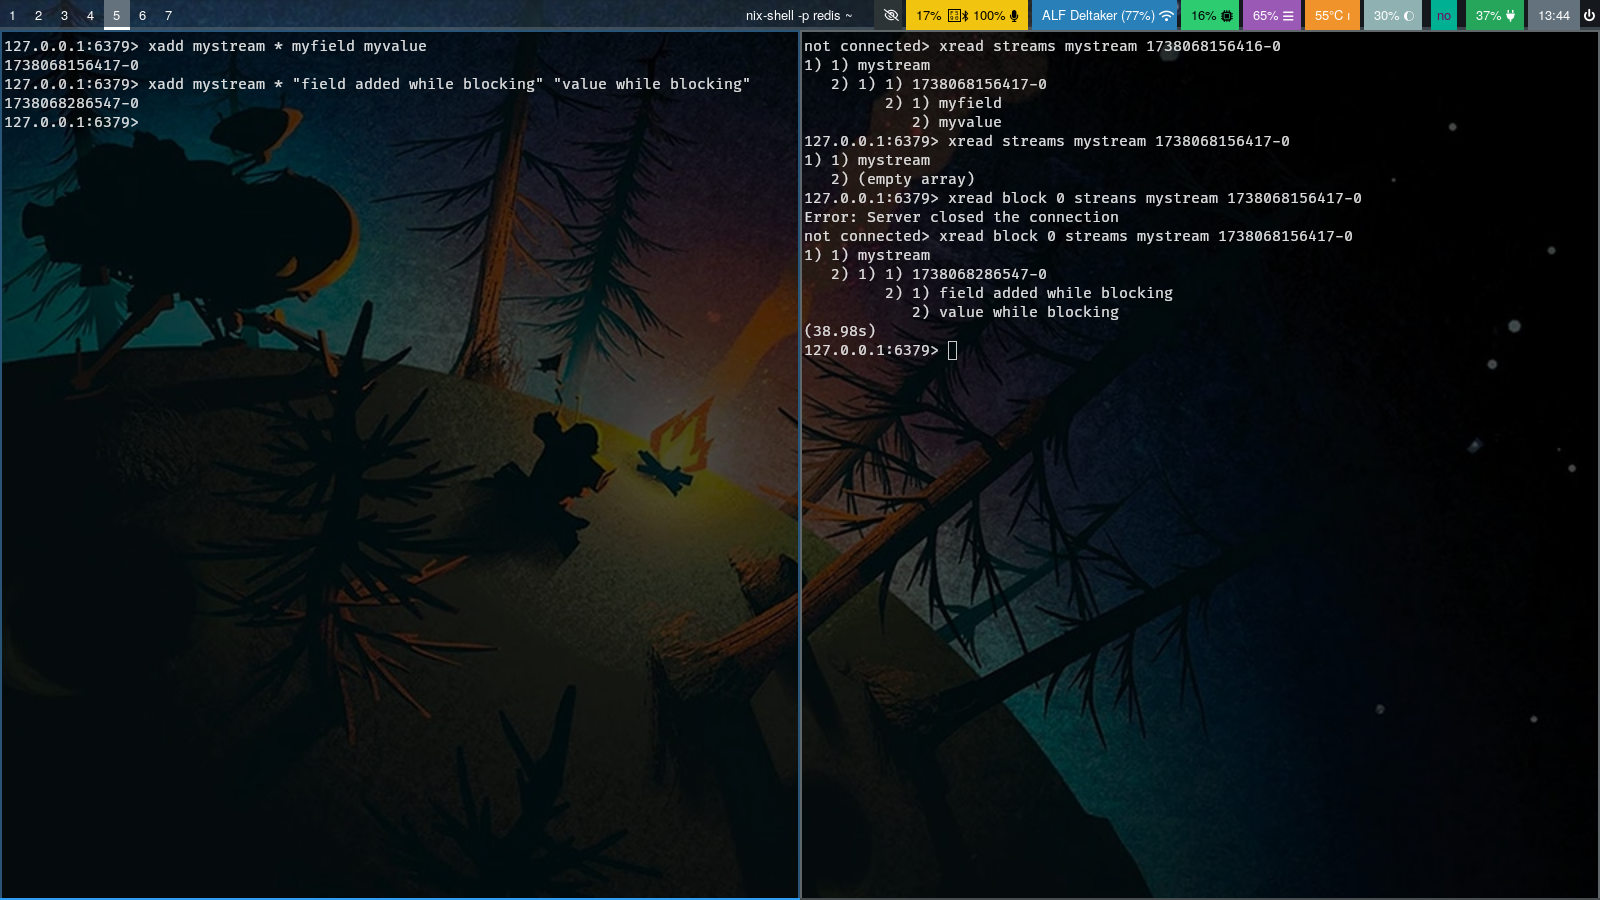 1 2 3 4 5 6 7 nix-shell -p redis ~ 17% 100% ALF Deltaker (77%) 16% 65% 55°C 30% no 37% 13:44
127.0.0.1:6379> xadd mystream * myfield myvalue
1738068156417-0
127.0.0.1:6379> xadd mystream * "field added while blocking" "value while blocking"
1738068286547-0
127.0.0.1:6379>
not connected> xread streams mystream 1738068156416-0
1) 1) mystream
   2) 1) 1) 1738068156417-0
         2) 1) myfield
            2) myvalue
127.0.0.1:6379> xread streams mystream 1738068156417-0
1) 1) mystream
   2) (empty array)
127.0.0.1:6379> xread block 0 streans mystream 1738068156417-0
Error: Server closed the connection
not connected> xread block 0 streams mystream 1738068156417-0
1) 1) mystream
   2) 1) 1) 1738068286547-0
         2) 1) field added while blocking
            2) value while blocking
(38.98s)
127.0.0.1:6379>